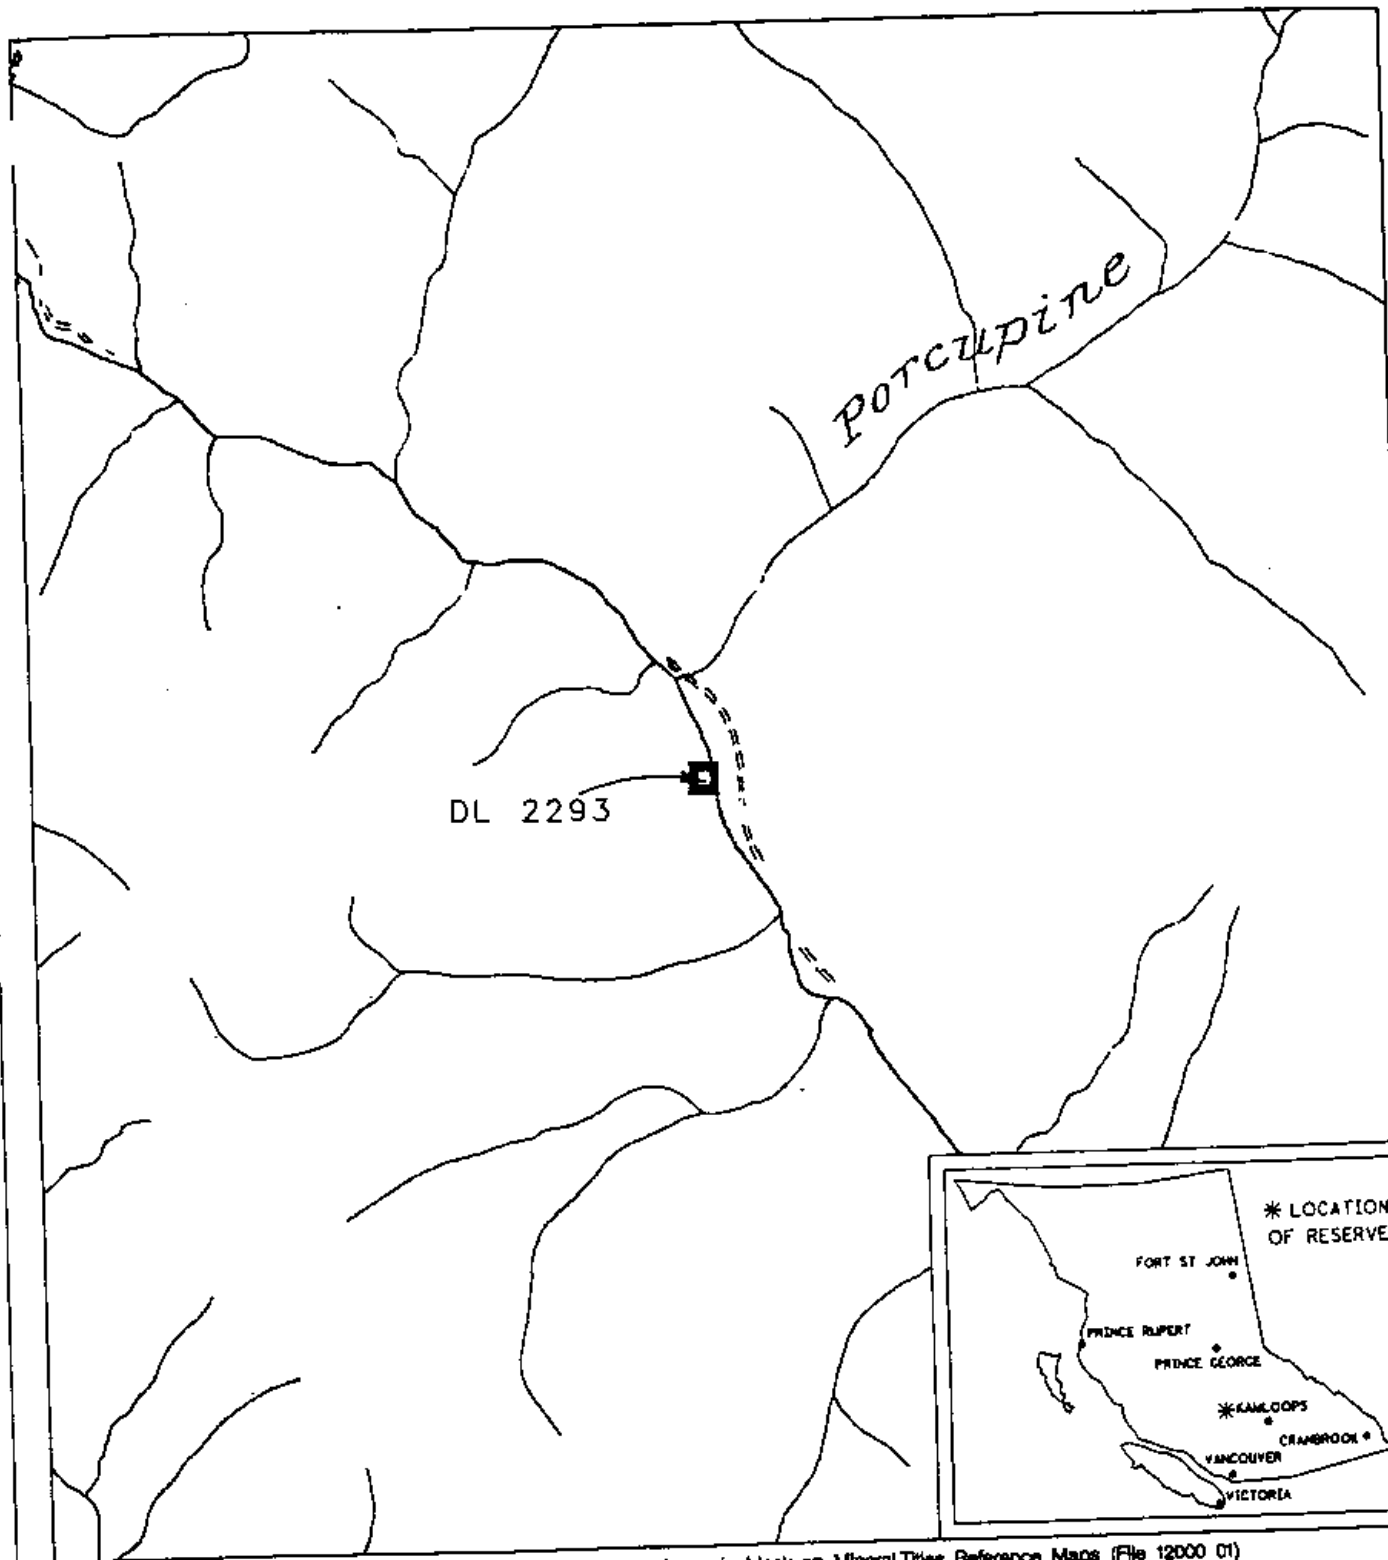 Porcupine
DL 2293
* LOCATION
OF RESERVE
FORT ST JOHN
PRINCE RUPERT
PRINCE GEORGE
* KAMLOOPS
CRANBROOK
VANCOUVER
VICTORIA
Mineral Titles Reference Maps (File 12000 01)